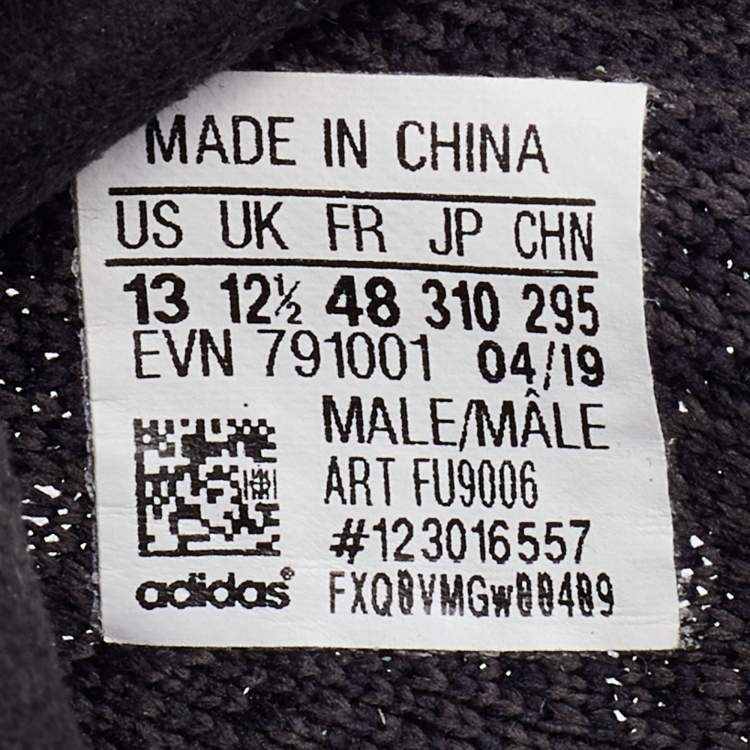 MADE IN CHINA
US UK FR JP CHN
13 12½ 48 310 295
EVN 791001 04/19
MALE/MÂLE
ART FU9006
#123016557
adidas®